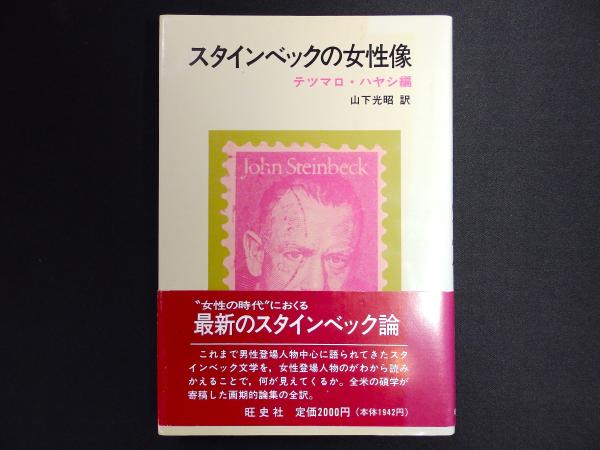 スタインベックの女性像
テツマロ・ハヤシ編
山下光昭 訳
John Steinbeck
“女性の時代”におくる
最新のスタインベック論
これまで男性登場人物中心に語られてきたスタ
インベック文学を，女性登場人物のがわから読み
かえることで，何が見えてくるか。全米の碩学が
寄稿した画期的論集の全訳。
旺史社 定価2000円（本体1942円）